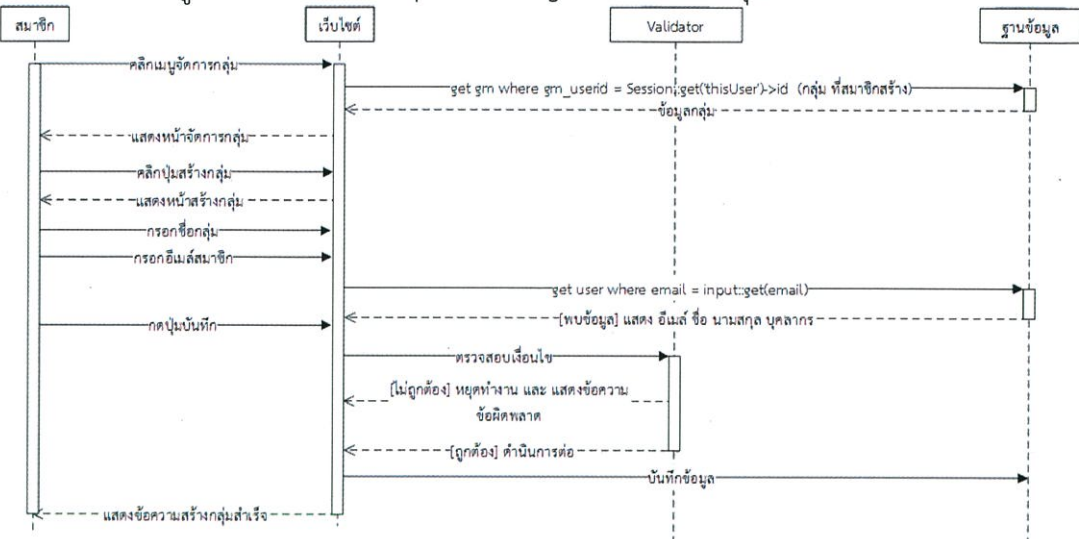 สมาชิก
เว็บไซต์
Validator
ฐานข้อมูล
คลิกเมนูจัดการกลุ่ม
get gm where gm_userid = Session::get('thisUser')->id (กลุ่ม ที่สมาชิกสร้าง)
ข้อมูลกลุ่ม
แสดงหน้าจัดการกลุ่ม
คลิกปุ่มสร้างกลุ่ม
แสดงหน้าสร้างกลุ่ม
กรอกชื่อกลุ่ม
กรอกอีเมล์สมาชิก
get user where email = input::get(email)
[พบข้อมูล] แสดง อีเมล์ ชื่อ นามสกุล บุคลากร
กดปุ่มบันทึก
ตรวจสอบเงื่อนไข
[ไม่ถูกต้อง] หยุดทำงาน และ แสดงข้อความ
ข้อผิดพลาด
[ถูกต้อง] ดำเนินการต่อ
บันทึกข้อมูล
แสดงข้อความสร้างกลุ่มสำเร็จ